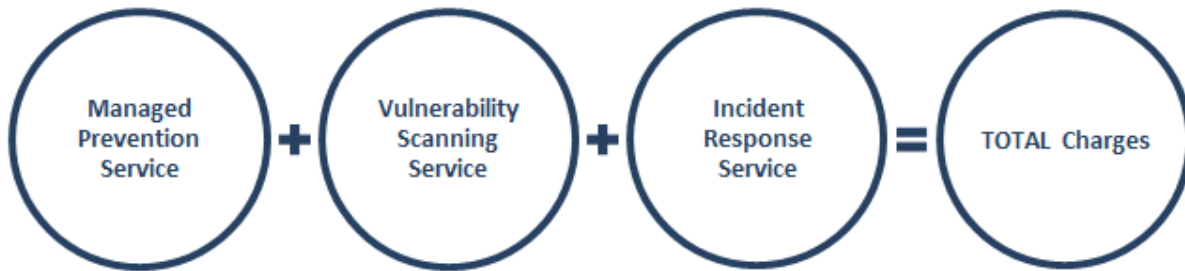 Managed
Prevention
Service
+
Vulnerability
Scanning
Service
+
Incident
Response
Service
=
TOTAL Charges